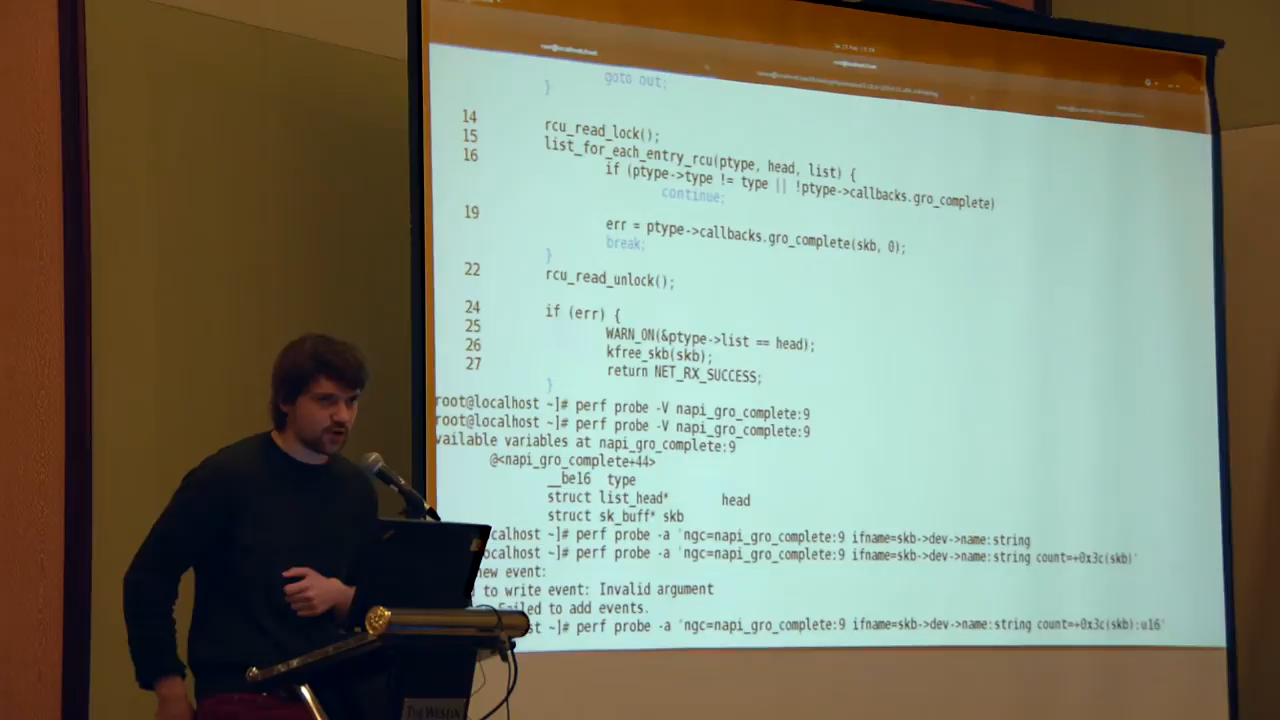 goto out;
}
14 rcu_read_lock();
15 list_for_each_entry_rcu(ptype, head, list) {
16 if (ptype->type != type || !ptype->callbacks.gro_complete)
continue;
19 err = ptype->callbacks.gro_complete(skb, 0);
break;
}
22 rcu_read_unlock();
24 if (err) {
25 WARN_ON(&ptype->list == head);
26 kfree_skb(skb);
27 return NET_RX_SUCCESS;
}
root@localhost ~]# perf probe -V napi_gro_complete:9
root@localhost ~]# perf probe -V napi_gro_complete:9
vailable variables at napi_gro_complete:9
@<napi_gro_complete+44>
__be16 type
struct list_head* head
struct sk_buff* skb
calhost ~]# perf probe -a 'ngc=napi_gro_complete:9 ifname=skb->dev->name:string
ocalhost ~]# perf probe -a 'ngc=napi_gro_complete:9 ifname=skb->dev->name:string count=+0x3c(skb)'
new event:
to write event: Invalid argument
Failed to add events.
st ~]# perf probe -a 'ngc=napi_gro_complete:9 ifname=skb->dev->name:string count=+0x3c(skb):u16'
THE WESTIN